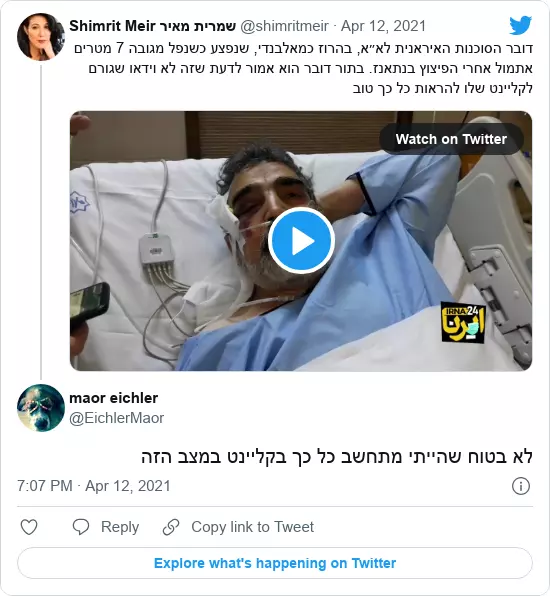 Shimrit Meir שמרית מאיר @shimritmeir · Apr 12, 2021
דובר הסוכנות האיראנית לא״א, בהרוז כמאלבנדי, שנפצע כשנפל מגובה 7 מטרים
אתמול אחרי הפיצוץ בנתאנז. בתור דובר הוא אמור לדעת שזה לא וידאו שגורם
לקליינט שלו להראות כל כך טוב
Watch on Twitter
IRNA24
ایرنا
maor eichler
@EichlerMaor
לא בטוח שהייתי מתחשב כל כך בקליינט במצב הזה
7:07 PM · Apr 12, 2021
Reply
Copy link to Tweet
Explore what's happening on Twitter